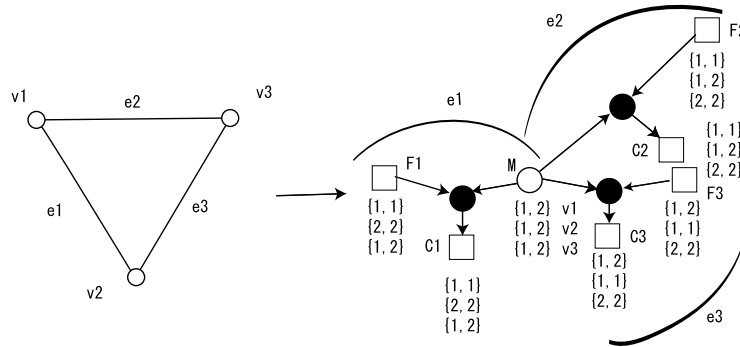 v1
e2
v3
e1
e3
v2
e1
F1
{1, 1}
{2, 2}
{1, 2}
C1
{1, 1}
{2, 2}
{1, 2}
M
{1, 2} v1
{1, 2} v2
{1, 2} v3
e2
F2
{1, 1}
{1, 2}
{2, 2}
C2
{1, 1}
{1, 2}
{2, 2}
F3
{1, 2}
{1, 1}
{2, 2}
C3
{1, 2}
{1, 1}
{2, 2}
e3